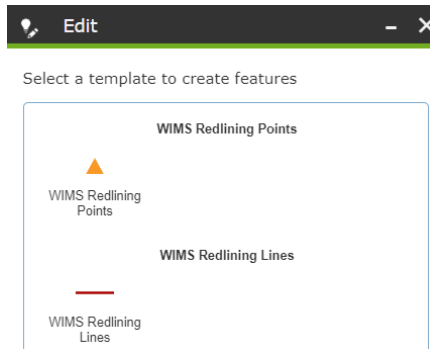 Edit
Select a template to create features
WIMS Redlining Points
WIMS Redlining
Points
WIMS Redlining Lines
WIMS Redlining
Lines